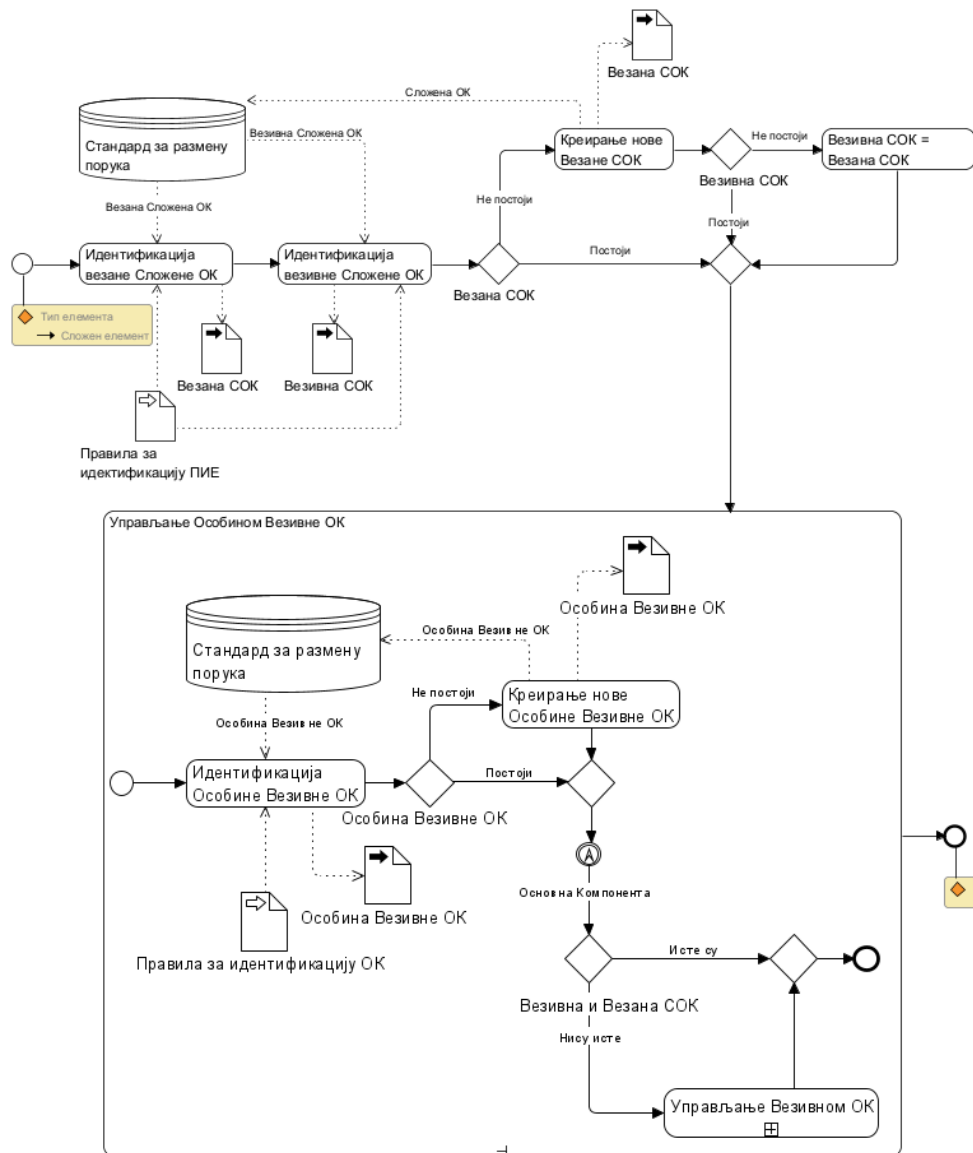 Везана СОК
Сложена ОК
Стандард за размену
порука
Везивна Сложена ОК
Креирање нове
Везане СОК
Не постоји
Везивна СОК =
Везана СОК
Везивна СОК
Везана Сложена ОК
Не постоји
Постоји
Идентификација
везане Сложене ОК
Идентификација
везивне Сложене ОК
Постоји
Везана СОК
Тип елемента
Сложен елемент
Везана СОК
Везивна СОК
Правила за
идентификацију ПИЕ
Управљање Особином Везивне ОК
Особина Везивне ОК
Особина Везивне ОК
Стандард за размену
порука
Не постоји
Креирање нове
Особине Везивне ОК
Особина Везивне ОК
Идентификација
Особине Везивне ОК
Постоји
Особина Везивне ОК
A
Основна Компонента
Особина Везивне ОК
Правила за идентификацију ОК
Исте су
Везивна и Везана СОК
Нису исте
Управљање Везивном ОК